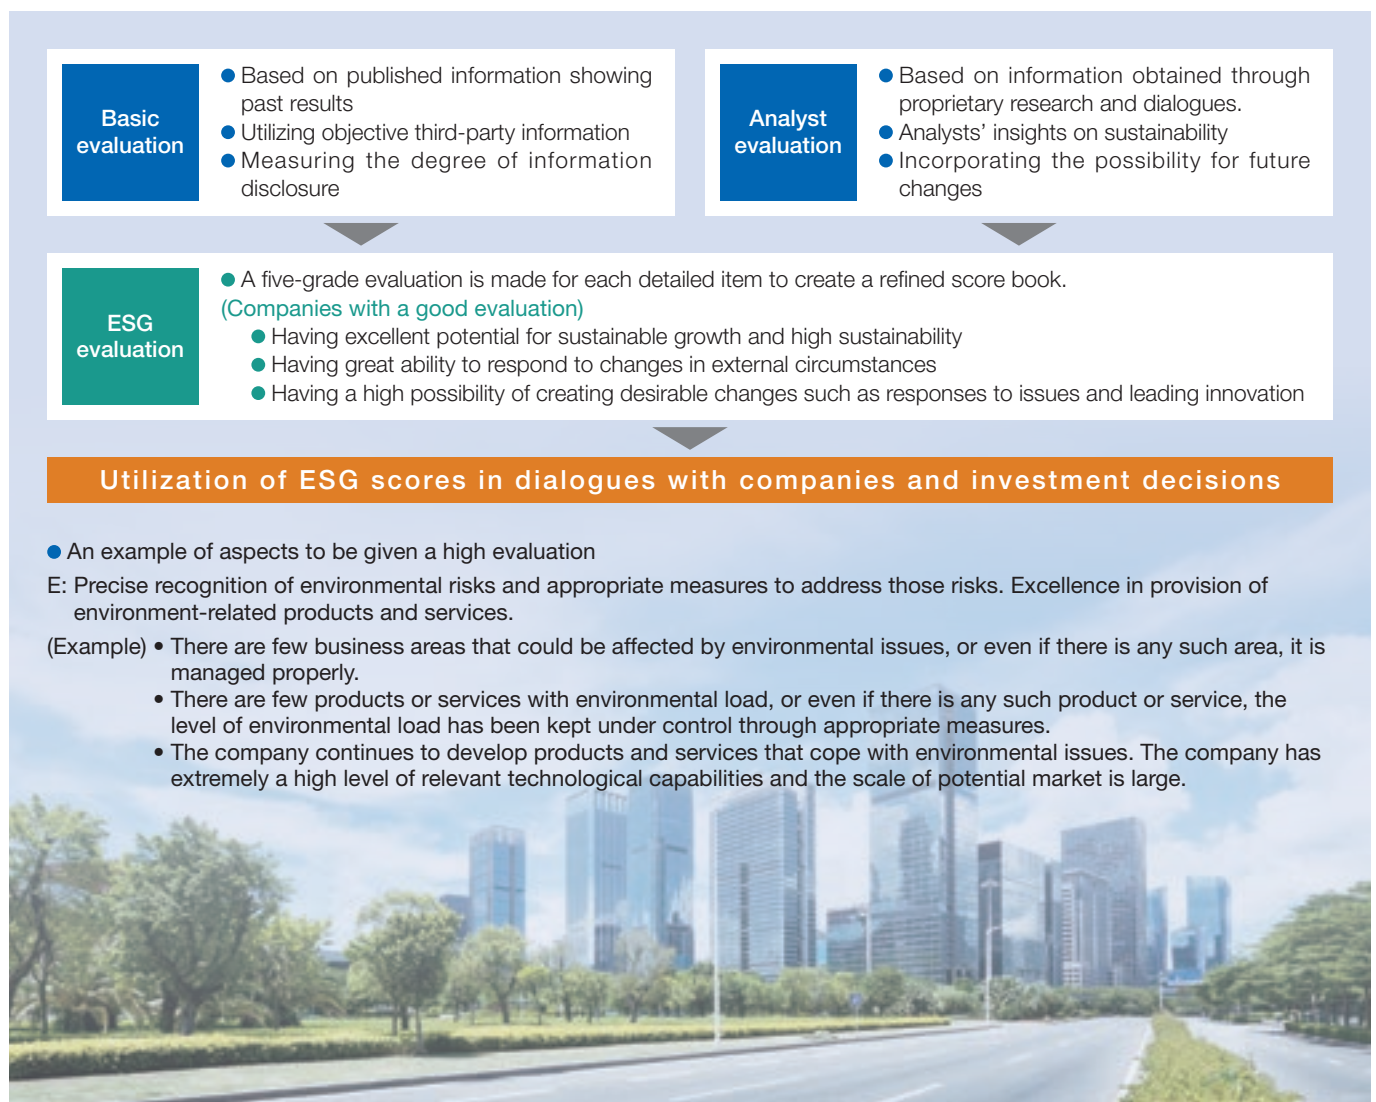 Basic
evaluation
● Based on published information showing
past results
● Utilizing objective third-party information
● Measuring the degree of information
disclosure
Analyst
evaluation
● Based on information obtained through
proprietary research and dialogues.
● Analysts’ insights on sustainability
● Incorporating the possibility for future
changes
ESG
evaluation
● A five-grade evaluation is made for each detailed item to create a refined score book.
(Companies with a good evaluation)
● Having excellent potential for sustainable growth and high sustainability
● Having great ability to respond to changes in external circumstances
● Having a high possibility of creating desirable changes such as responses to issues and leading innovation
Utilization of ESG scores in dialogues with companies and investment decisions
● An example of aspects to be given a high evaluation
E: Precise recognition of environmental risks and appropriate measures to address those risks. Excellence in provision of
environment-related products and services.
(Example) • There are few business areas that could be affected by environmental issues, or even if there is any such area, it is
managed properly.
• There are few products or services with environmental load, or even if there is any such product or service, the
level of environmental load has been kept under control through appropriate measures.
• The company continues to develop products and services that cope with environmental issues. The company has
extremely a high level of relevant technological capabilities and the scale of potential market is large.